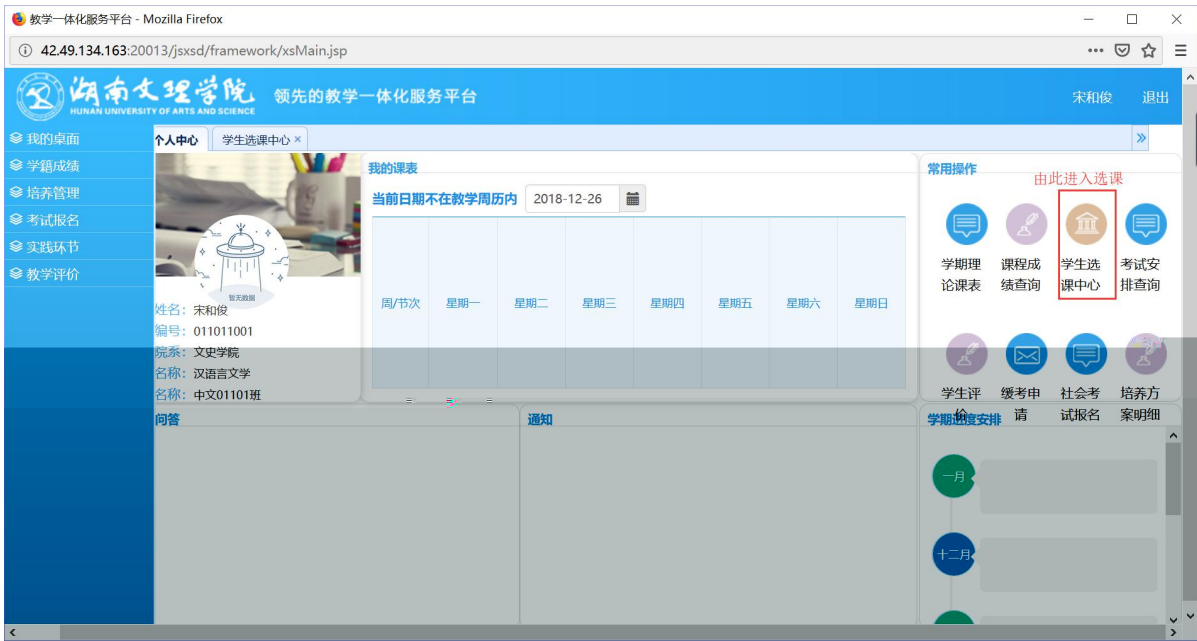 教学一体化服务平台 - Mozilla Firefox
42.49.134.163:20013/jsxsd/framework/xsMain.jsp
湖南文理学院
HUNAN UNIVERSITY OF ARTS AND SCIENCE
领先的教学一体化服务平台
宋和俊 退出
我的桌面
学籍成绩
培养管理
考试报名
实践环节
教学评价
个人中心 学生选课中心 ×
暂无数据
姓名: 宋和俊
编号: 011011001
院系: 文史学院
名称: 汉语言文学
名称: 中文01101班
我的课表
当前日期不在教学周历内 2018-12-26
周/节次 星期一 星期二 星期三 星期四 星期五 星期六 星期日
常用操作
由此进入选课
学期理论课表
课程成绩查询
学生选课中心
考试安排查询
学生评价
缓考申请
社会考试报名
培养方案明细
问答
通知
学期进度安排
一月
十二月